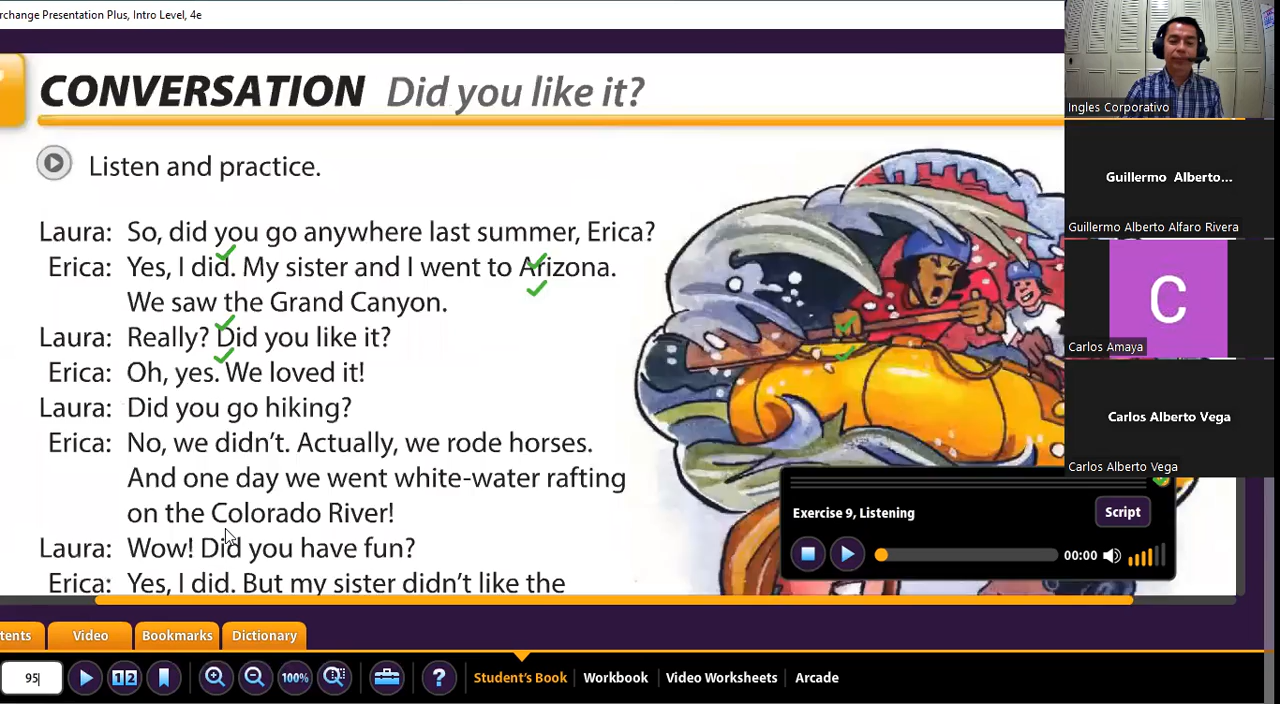 rchange Presentation Plus, Intro Level, 4e
CONVERSATION Did you like it?
Listen and practice.
Laura: So, did you go anywhere last summer, Erica?
Erica: Yes, I did. My sister and I went to Arizona.
We saw the Grand Canyon.
Laura: Really? Did you like it?
Erica: Oh, yes. We loved it!
Laura: Did you go hiking?
Erica: No, we didn't. Actually, we rode horses.
And one day we went white-water rafting
on the Colorado River!
Laura: Wow! Did you have fun?
Erica: Yes, I did. But my sister didn't like the
Ingles Corporativo
Guillermo Alberto...
Guillermo Alberto Alfaro Rivera
C
Carlos Amaya
Carlos Alberto Vega
Carlos Alberto Vega
Exercise 9, Listening
Script
00:00
tents
Video
Bookmarks
Dictionary
95
12
100%
?
Student's Book
Workbook
Video Worksheets
Arcade